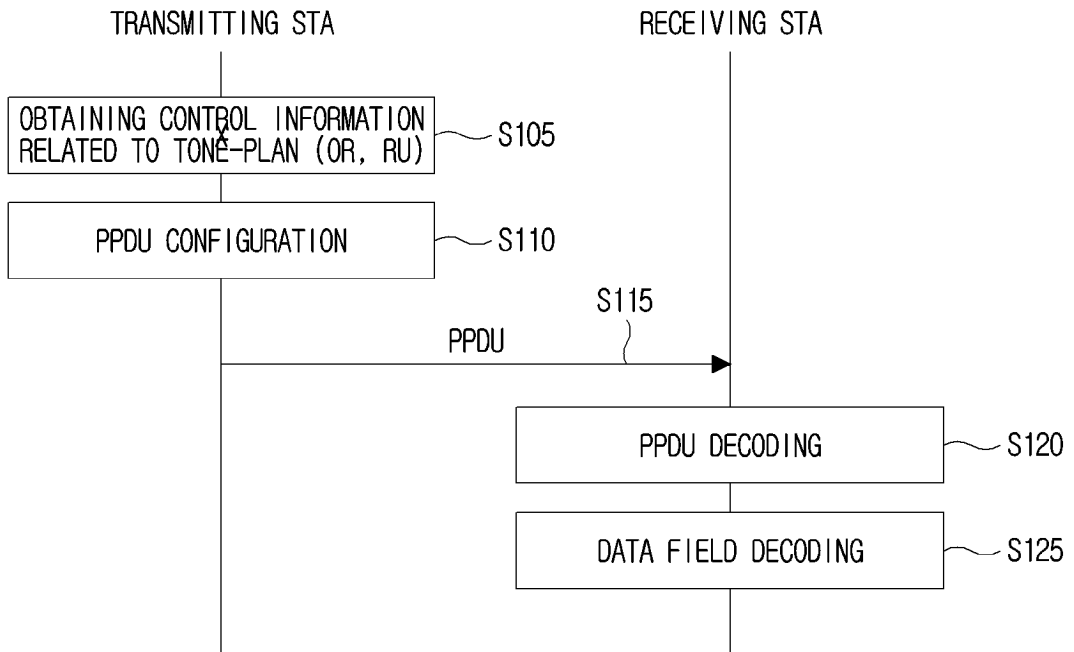 TRANSMITTING STA
RECEIVING STA
OBTAINING CONTROL INFORMATION
RELATED TO TONE-PLAN (OR, RU)
S105
PPDU CONFIGURATION
S110
S115
PPDU
PPDU DECODING
S120
DATA FIELD DECODING
S125